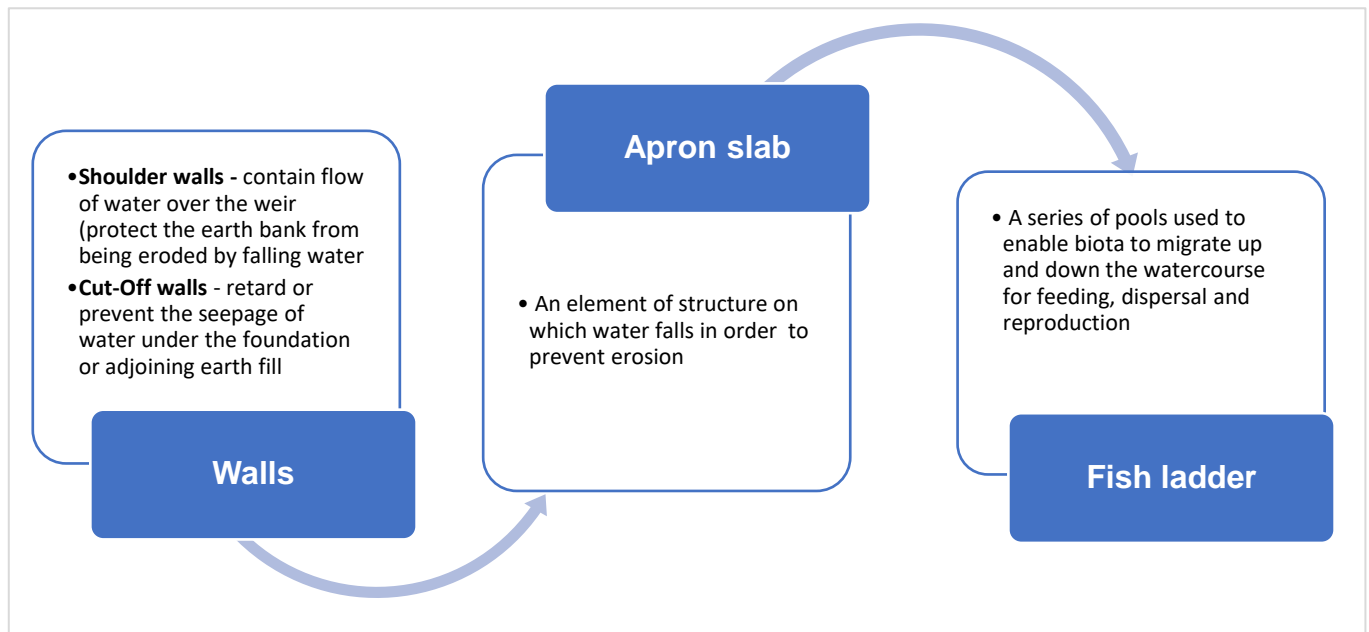 •Shoulder walls - contain flow
of water over the weir
(protect the earth bank from
being eroded by falling water
•Cut-Off walls - retard or
prevent the seepage of
water under the foundation
or adjoining earth fill
Walls
Apron slab
• An element of structure on
which water falls in order to
prevent erosion
• A series of pools used to
enable biota to migrate up
and down the watercourse
for feeding, dispersal and
reproduction
Fish ladder